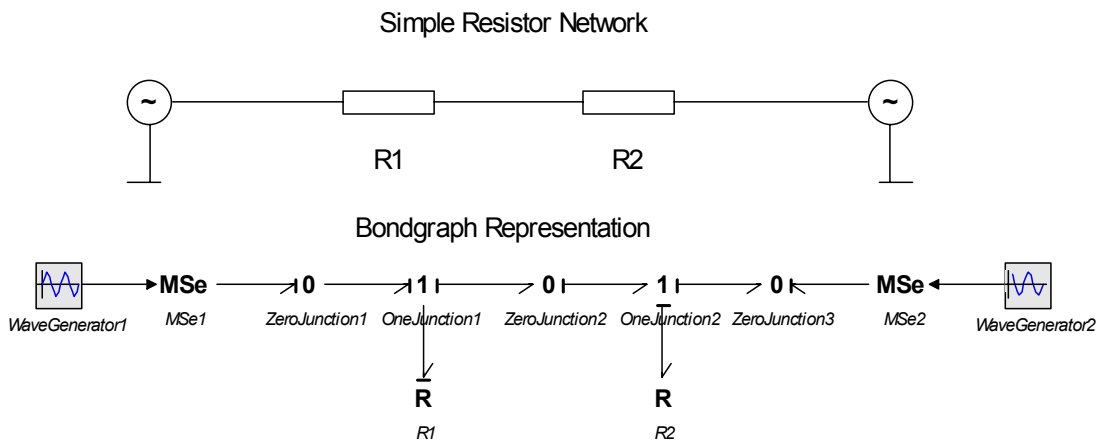 Simple Resistor Network
~ ~
R1 R2
Bondgraph Representation
MSe 0 1 0 1 0 MSe
WaveGenerator1 MSe1 ZeroJunction1 OneJunction1 ZeroJunction2 OneJunction2 ZeroJunction3 MSe2 WaveGenerator2
R R
R1 R2